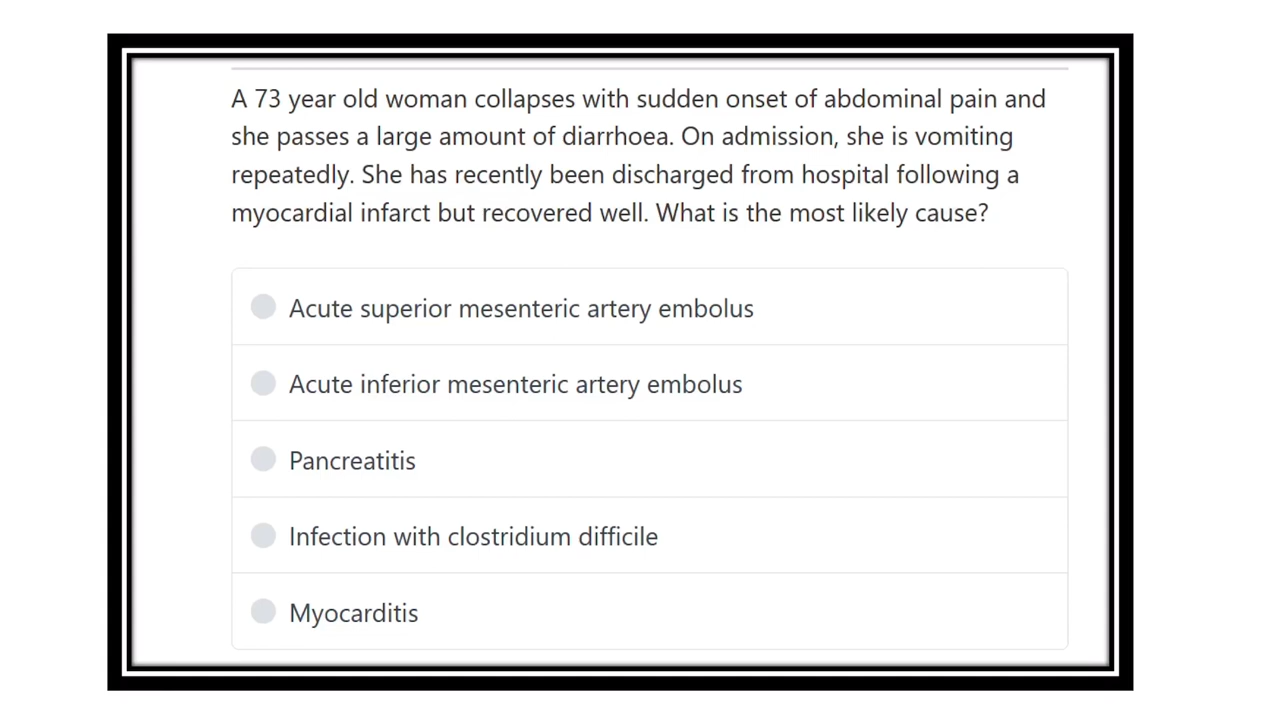 A 73 year old woman collapses with sudden onset of abdominal pain and
she passes a large amount of diarrhoea. On admission, she is vomiting
repeatedly. She has recently been discharged from hospital following a
myocardial infarct but recovered well. What is the most likely cause?
Acute superior mesenteric artery embolus
Acute inferior mesenteric artery embolus
Pancreatitis
Infection with clostridium difficile
Myocarditis